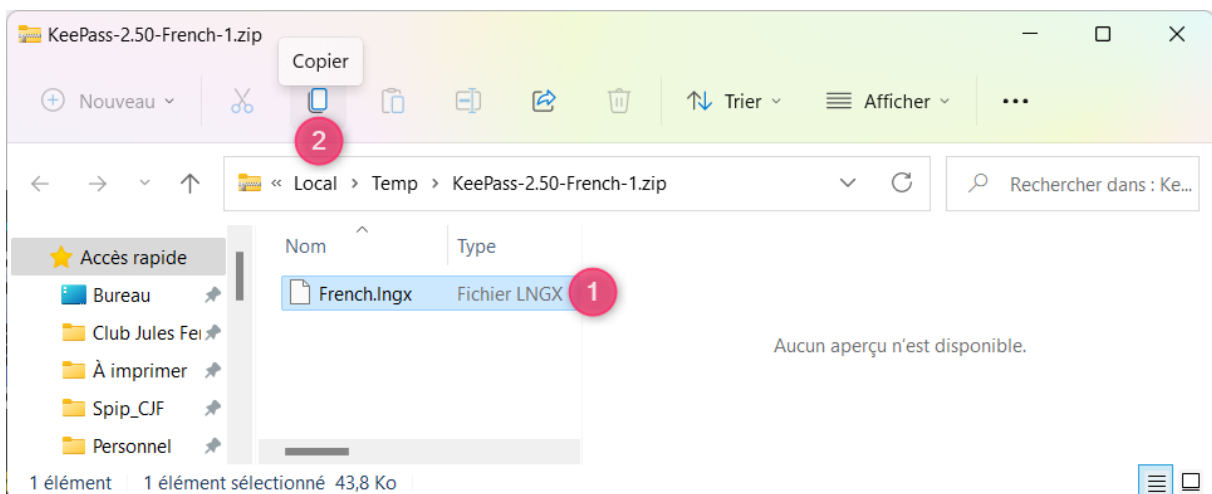 KeePass-2.50-French-1.zip
Copier
Nouveau
Trier
Afficher
2
« Local > Temp > KeePass-2.50-French-1.zip
Rechercher dans : Ke...
Accès rapide
Nom
Type
Bureau
French.lngx
Fichier LNGX
1
Club Jules Fer
À imprimer
Aucun aperçu n'est disponible.
Spip_CJF
Personnel
1 élément
1 élément sélectionné 43,8 Ko